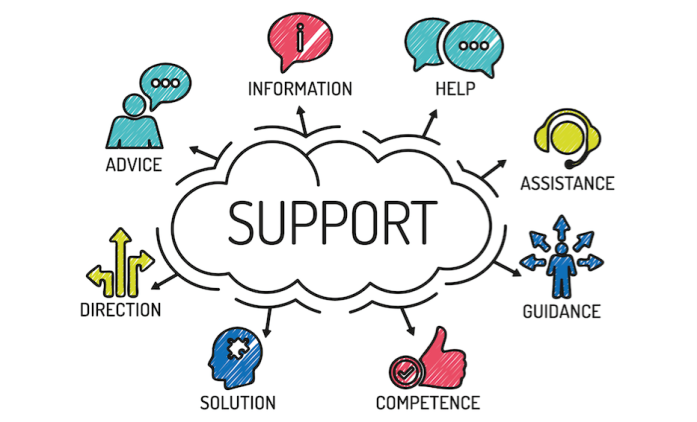 INFORMATION
HELP
ADVICE
ASSISTANCE
SUPPORT
DIRECTION
GUIDANCE
SOLUTION
COMPETENCE